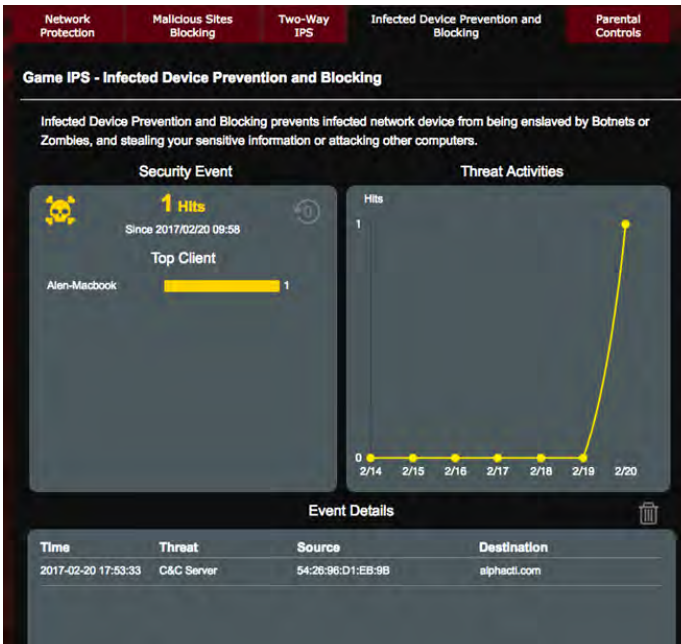 Network Protection
Malicious Sites Blocking
Two-Way IPS
Infected Device Prevention and Blocking
Parental Controls
Game IPS - Infected Device Prevention and Blocking
Infected Device Prevention and Blocking prevents infected network device from being enslaved by Botnets or
Zombies, and stealing your sensitive information or attacking other computers.
Security Event
1 Hits
Since 2017/02/20 09:58
Top Client
Alen-Macbook 1
Threat Activities
Hits
1
0
2/14 2/15 2/16 2/17 2/18 2/19 2/20
Event Details
Time Threat Source Destination
2017-02-20 17:53:33 C&C Server 54:26:96:D1:EB:9B alphacti.com